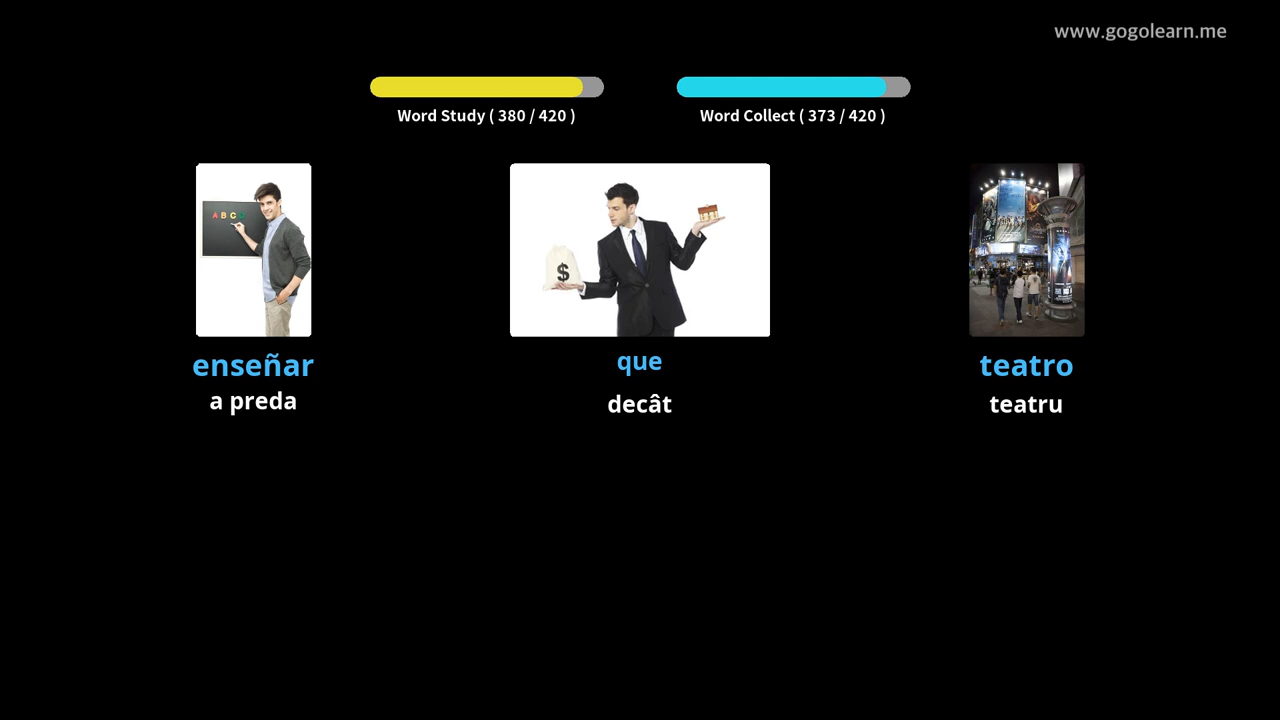 www.gogolearn.me
Word Study ( 380 / 420 )
Word Collect ( 373 / 420 )
A B C D
$
enseñar
a preda
que
decât
teatro
teatru